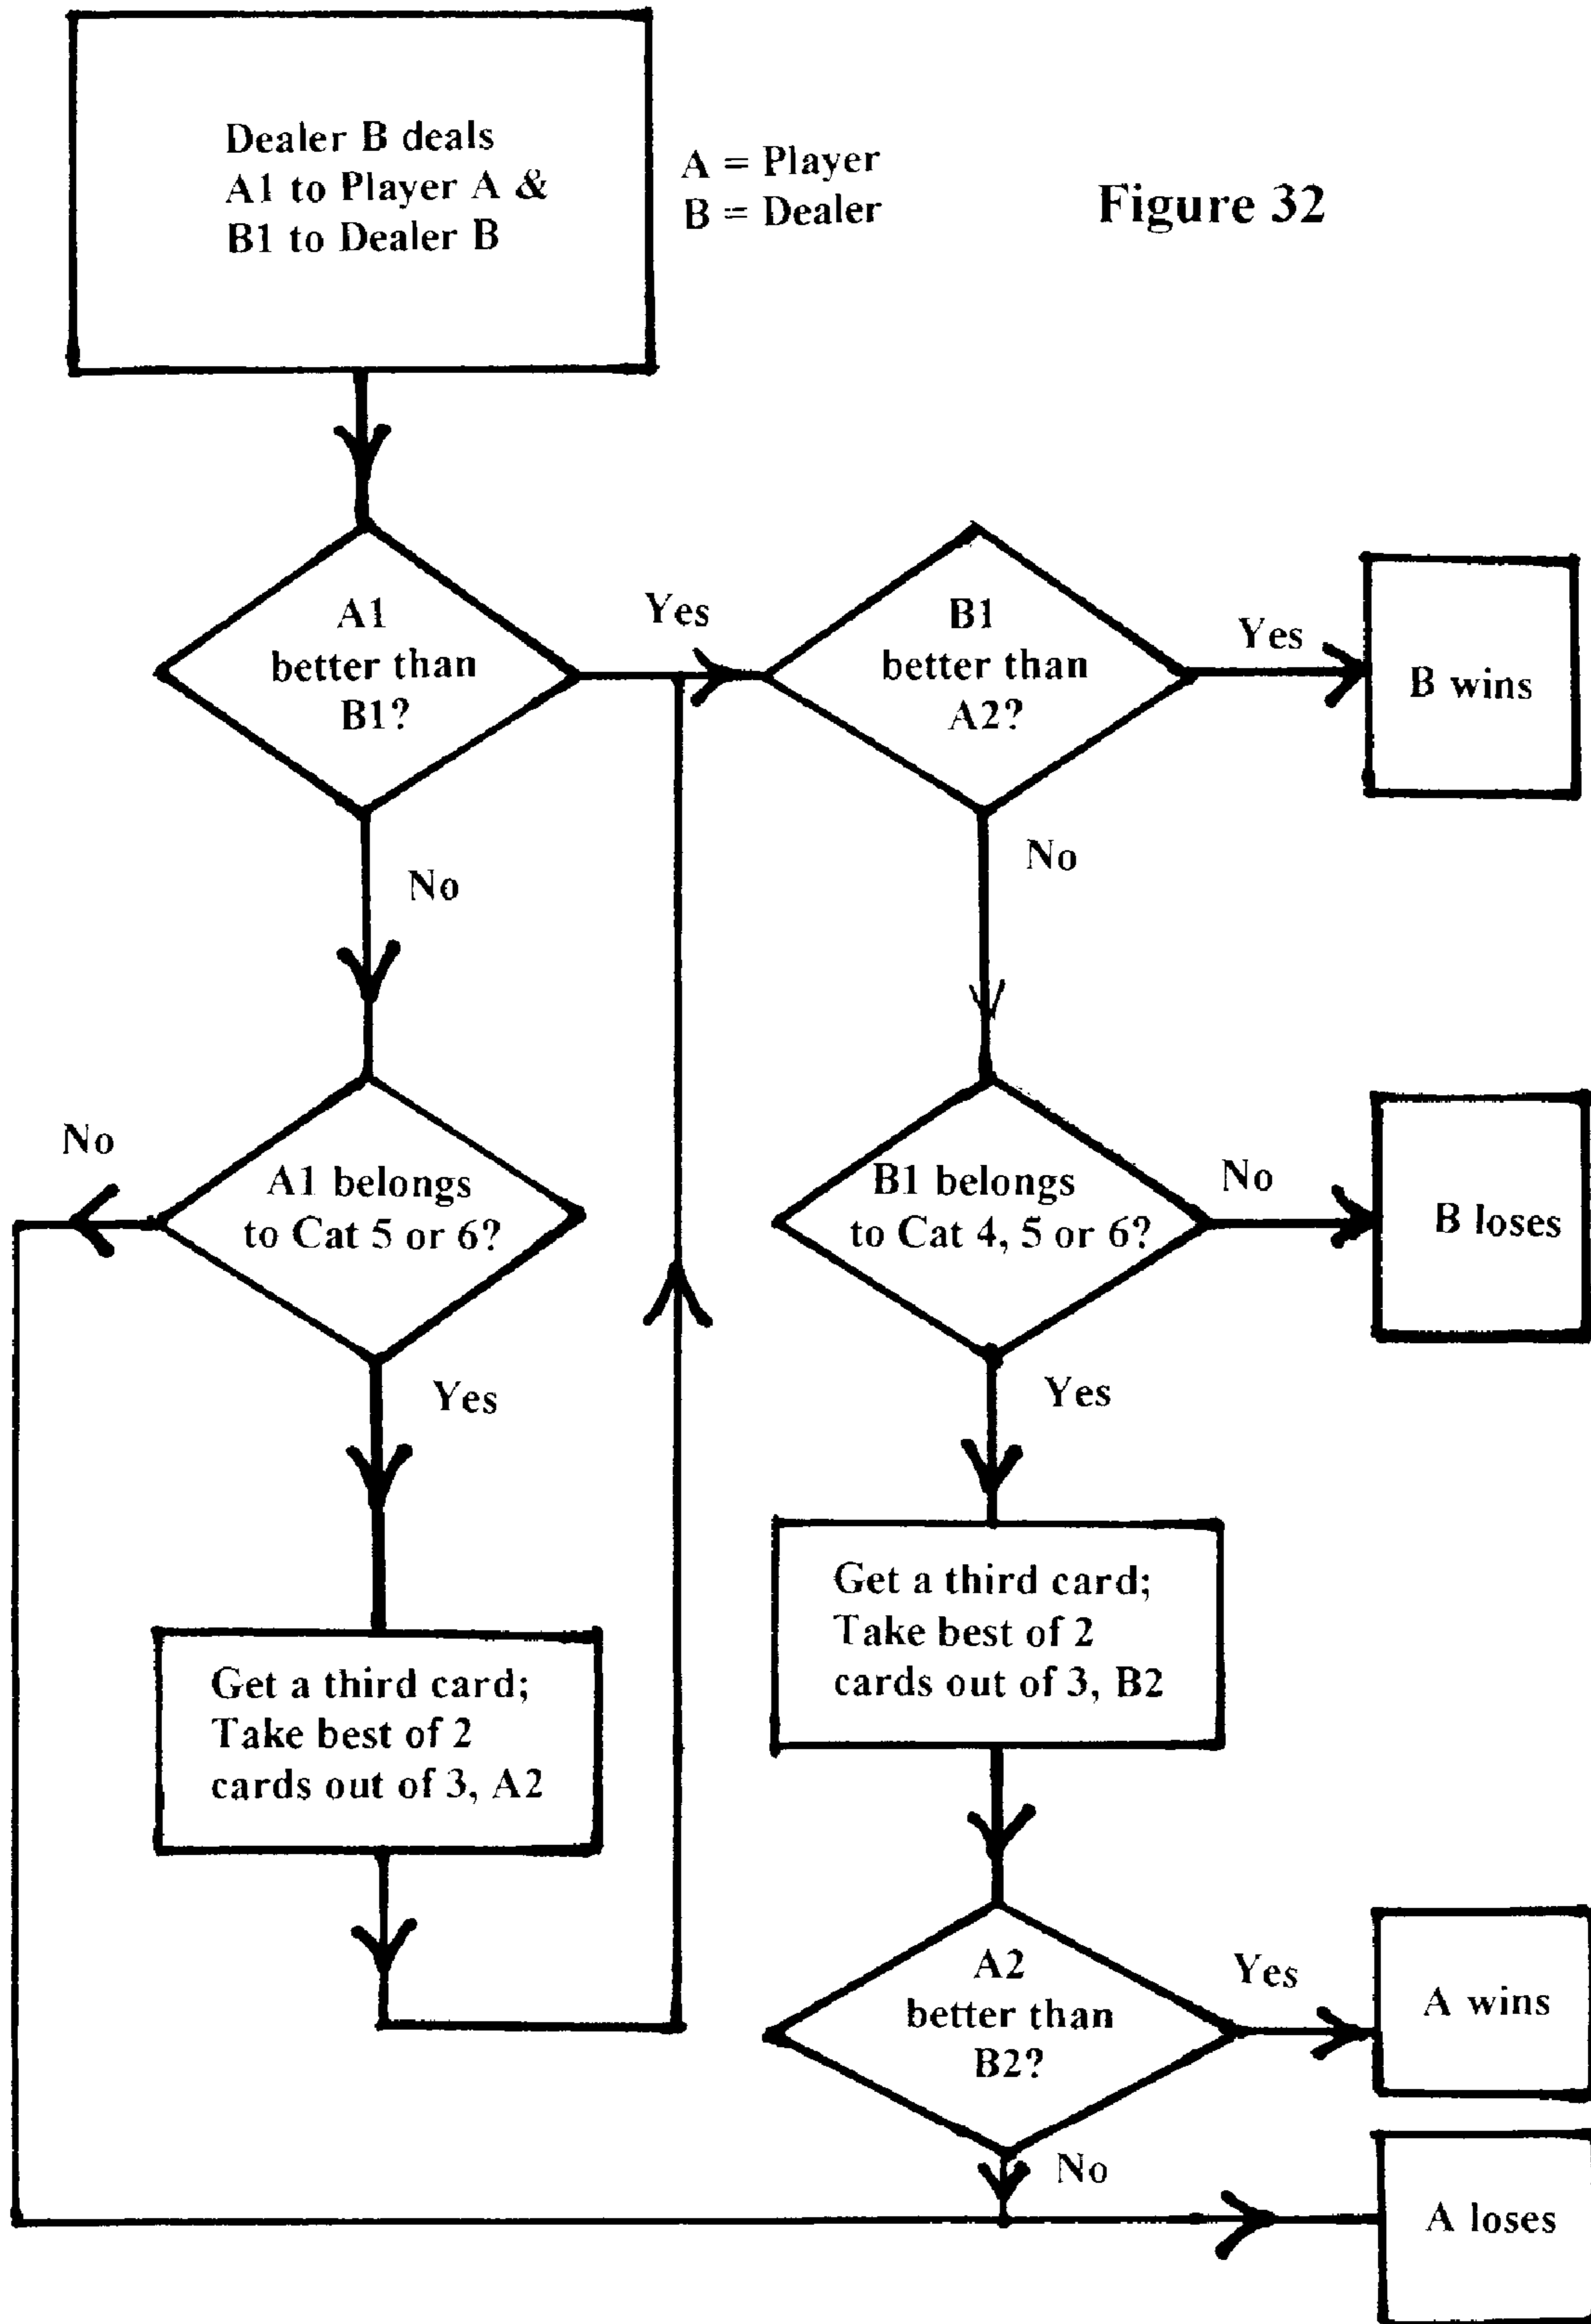 Dealer B deals
A1 to Player A &
B1 to Dealer B
A = Player
B = Dealer
Figure 32
A1
better than
B1?
Yes
B1
better than
A2?
Yes
B wins
No
No
No
A1 belongs
to Cat 5 or 6?
B1 belongs
to Cat 4, 5 or 6?
No
B loses
Yes
Yes
Get a third card;
Take best of 2
cards out of 3, A2
Get a third card;
Take best of 2
cards out of 3, B2
A2
better than
B2?
Yes
A wins
No
A loses